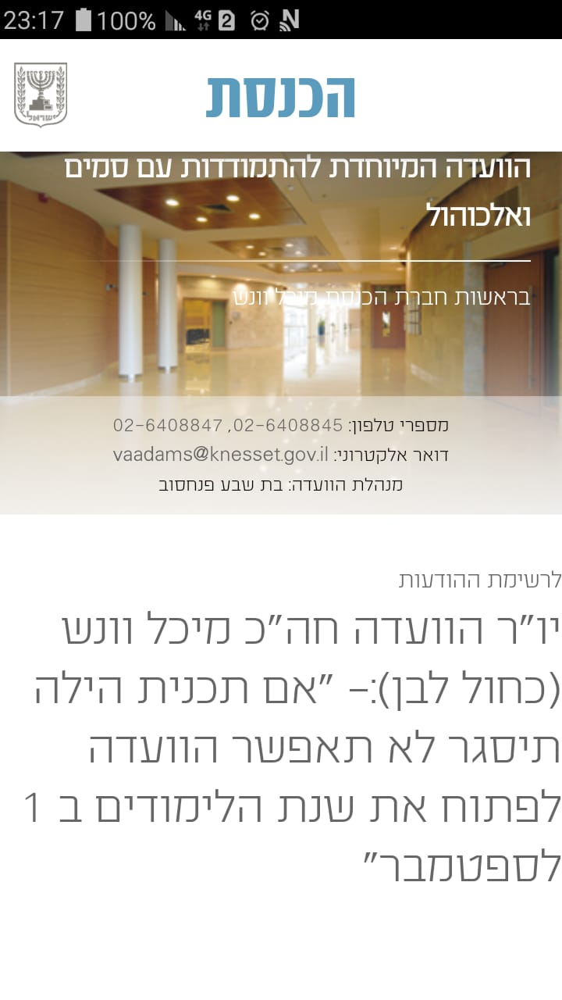 23:17 100% 4G 2
הכנסת
ישראל
הוועדה המיוחדת להתמודדות עם סמים
ואלכוהול
בראשות חברת הכנסת מיכל וונש
מספרי טלפון: 02-6408845, 02-6408847
דואר אלקטרוני: vaadams@knesset.gov.il
מנהלת הוועדה: בת שבע פנחסוב
לרשימת ההודעות
יו"ר הוועדה חה"כ מיכל וונש
(כחול לבן):- "אם תכנית הילה
תיסגר לא תאפשר הוועדה
לפתוח את שנת הלימודים ב 1
לספטמבר"